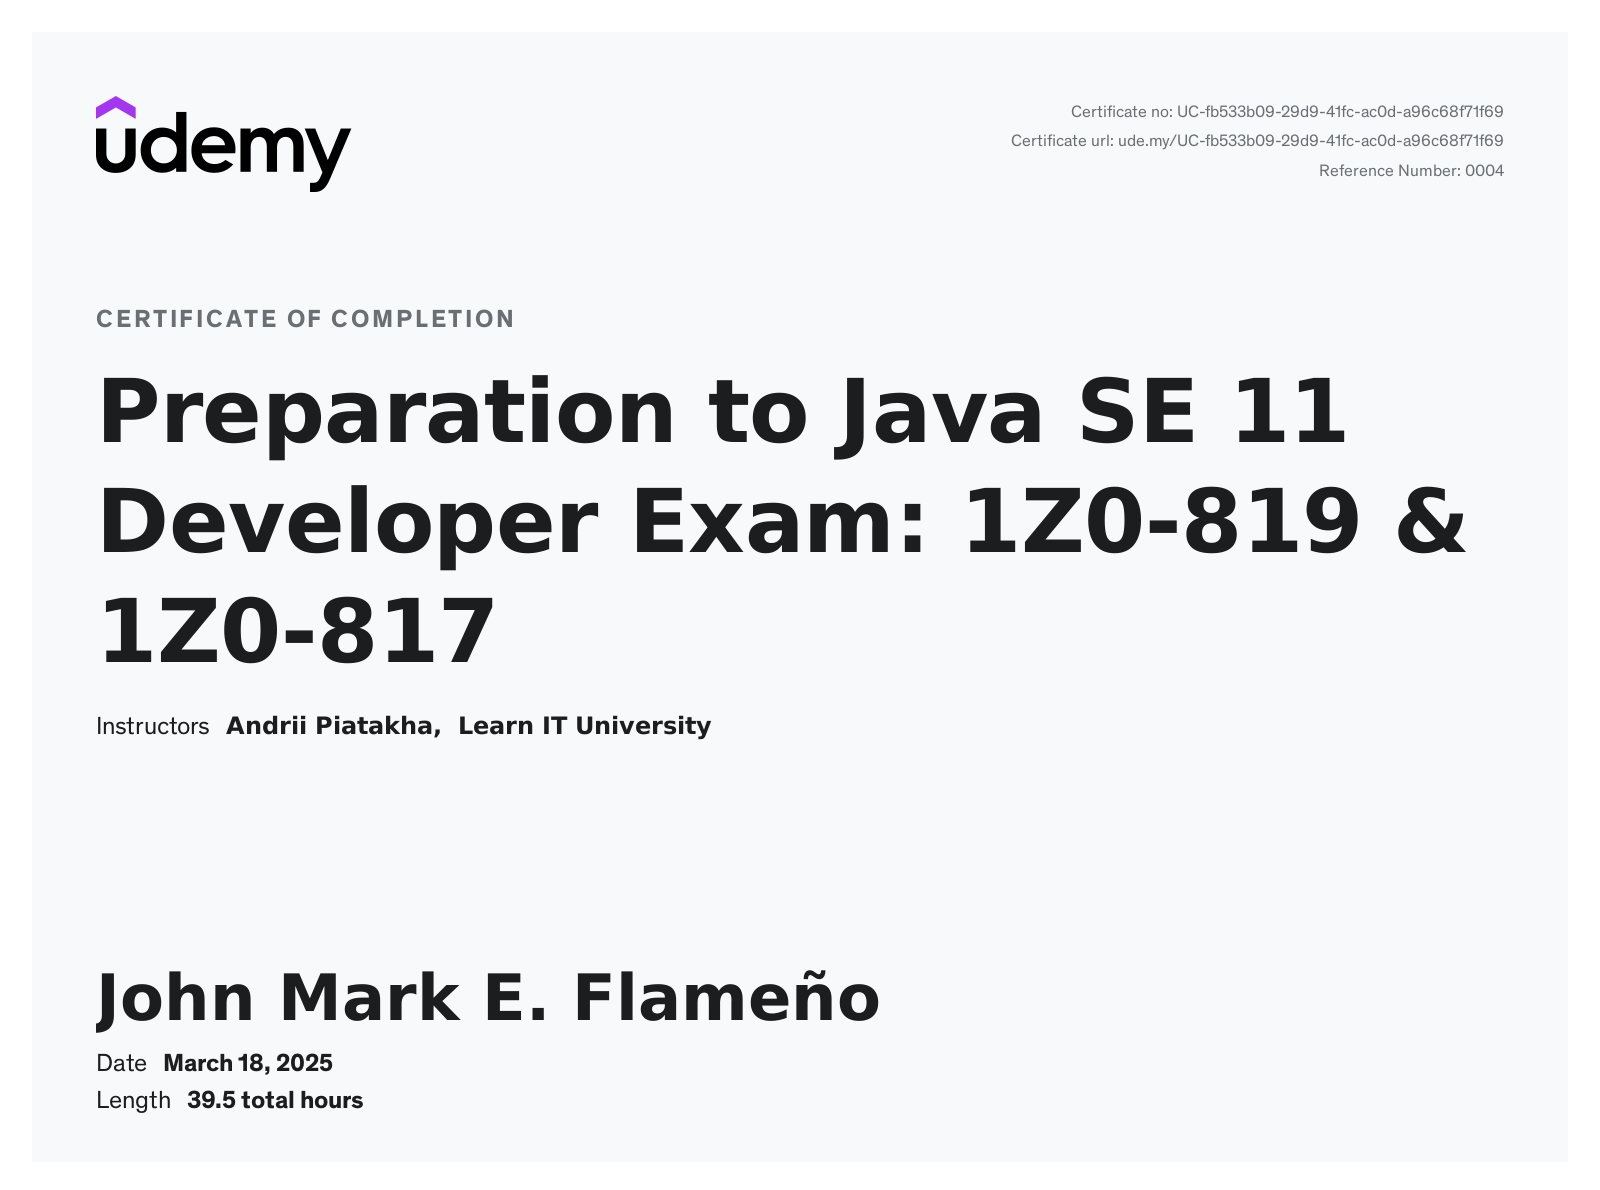 udemy
Certificate no: UC-fb533b09-29d9-41fc-ac0d-a96c68f71f69
Certificate url: ude.my/UC-fb533b09-29d9-41fc-ac0d-a96c68f71f69
Reference Number: 0004
CERTIFICATE OF COMPLETION
Preparation to Java SE 11
Developer Exam: 1Z0-819 &
1Z0-817
Instructors Andrii Piatakha, Learn IT University
John Mark E. Flameño
Date March 18, 2025
Length 39.5 total hours